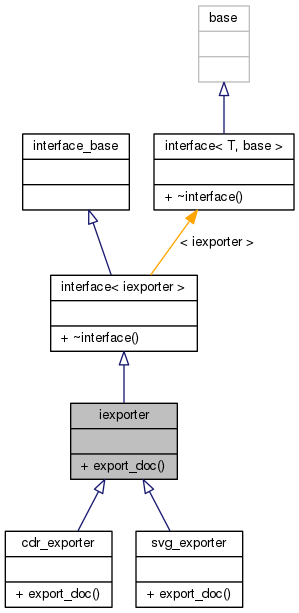 base
interface_base
interface< T, base >
+ ~interface()
< iexporter >
interface< iexporter >
+ ~interface()
iexporter
+ export_doc()
cdr_exporter
+ export_doc()
svg_exporter
+ export_doc()